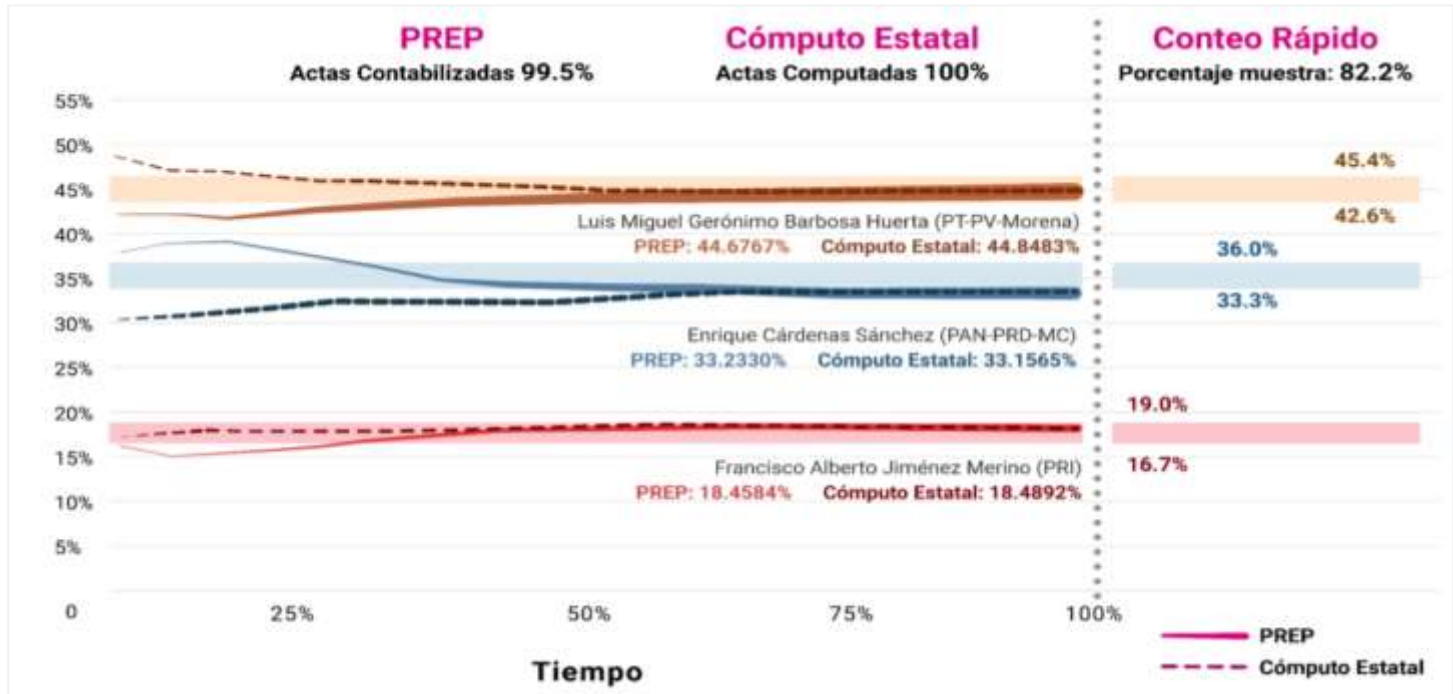 PREP
Actas Contabilizadas 99.5%
Cómputo Estatal
Actas Computadas 100%
Conteo Rápido
Porcentaje muestra: 82.2%
55%
50%
45%
40%
35%
30%
25%
20%
15%
10%
5%
0
45.4%
42.6%
Luis Miguel Gerónimo Barbosa Huerta (PT-PV-Morena)
PREP: 44.6767% Cómputo Estatal: 44.8483%
36.0%
33.3%
Enrique Cárdenas Sánchez (PAN-PRD-MC)
PREP: 33.2330% Cómputo Estatal: 33.1565%
19.0%
16.7%
Francisco Alberto Jiménez Merino (PRI)
PREP: 18.4584% Cómputo Estatal: 18.4892%
25% 50% 75% 100%
Tiempo
PREP
Cómputo Estatal